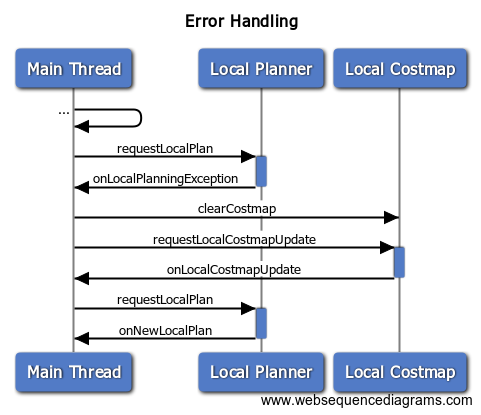 Error Handling
Main Thread Local Planner Local Costmap
...
requestLocalPlan
onLocalPlanningException
clearCostmap
requestLocalCostmapUpdate
onLocalCostmapUpdate
requestLocalPlan
onNewLocalPlan
Main Thread Local Planner Local Costmap
www.websequencediagrams.com